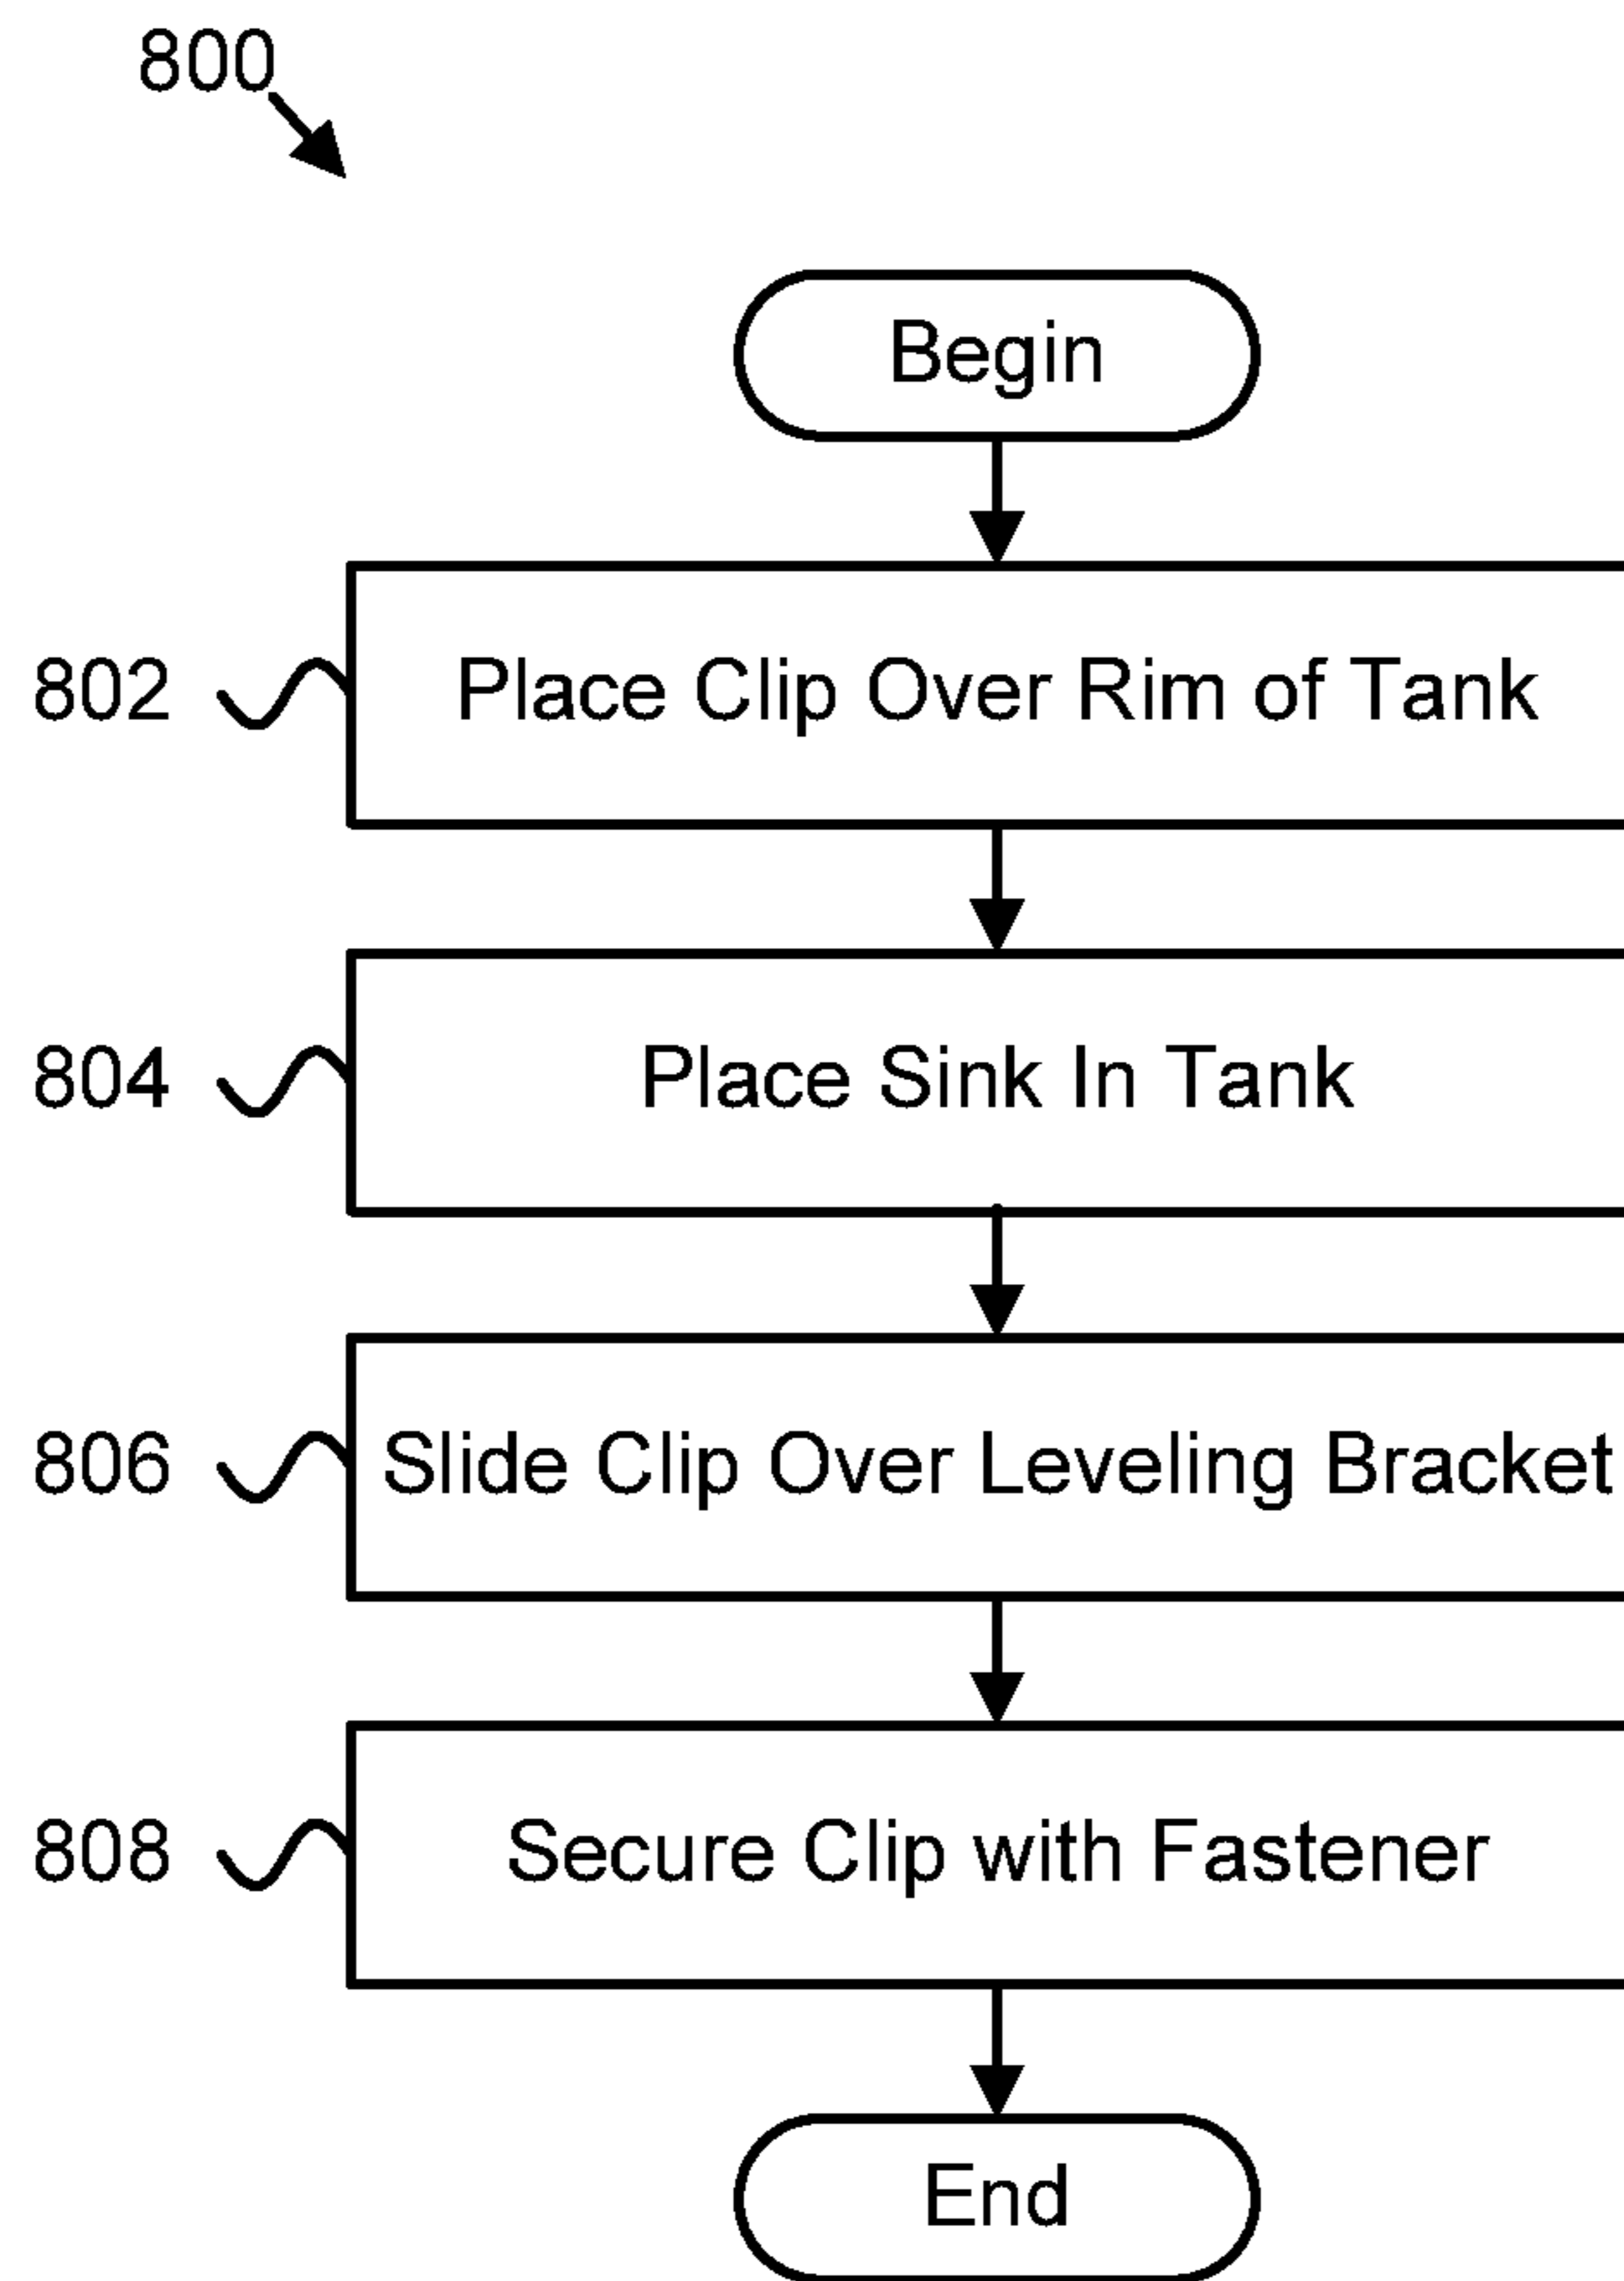 800
Begin
802 Place Clip Over Rim of Tank
804 Place Sink In Tank
806 Slide Clip Over Leveling Bracket
808 Secure Clip with Fastener
End